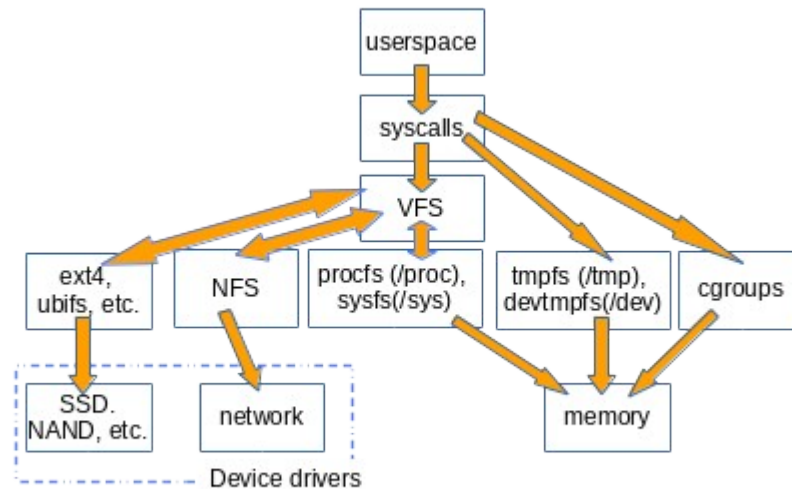 userspace
syscalls
VFS
ext4,
ubifs, etc.
NFS
procfs (/proc),
sysfs(/sys)
tmpfs (/tmp),
devtmpfs(/dev)
cgroups
SSD.
NAND, etc.
network
memory
Device drivers